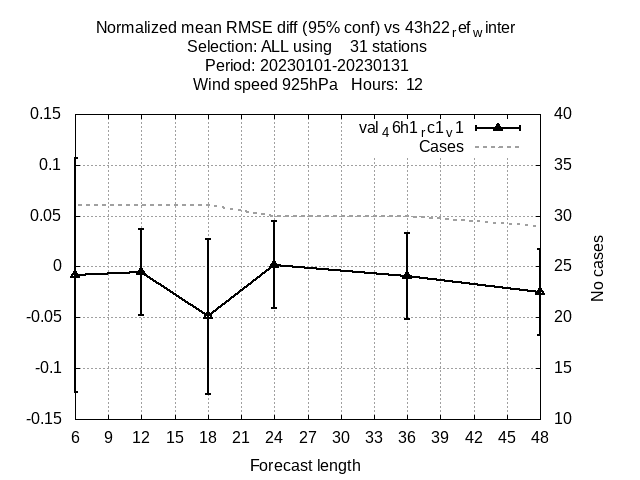 Normalized mean RMSE diff (95% conf) vs 43h22ref winter
Selection: ALL using 31 stations
Period: 20230101-20230131
Wind speed 925hPa Hours: 12
0.15 40
val46h1rc1v1
Cases
0.1 35
0.05 30
0 25
No cases
-0.05 20
-0.1 15
-0.15 10
6 9 12 15 18 21 24 27 30 33 36 39 42 45 48
Forecast length